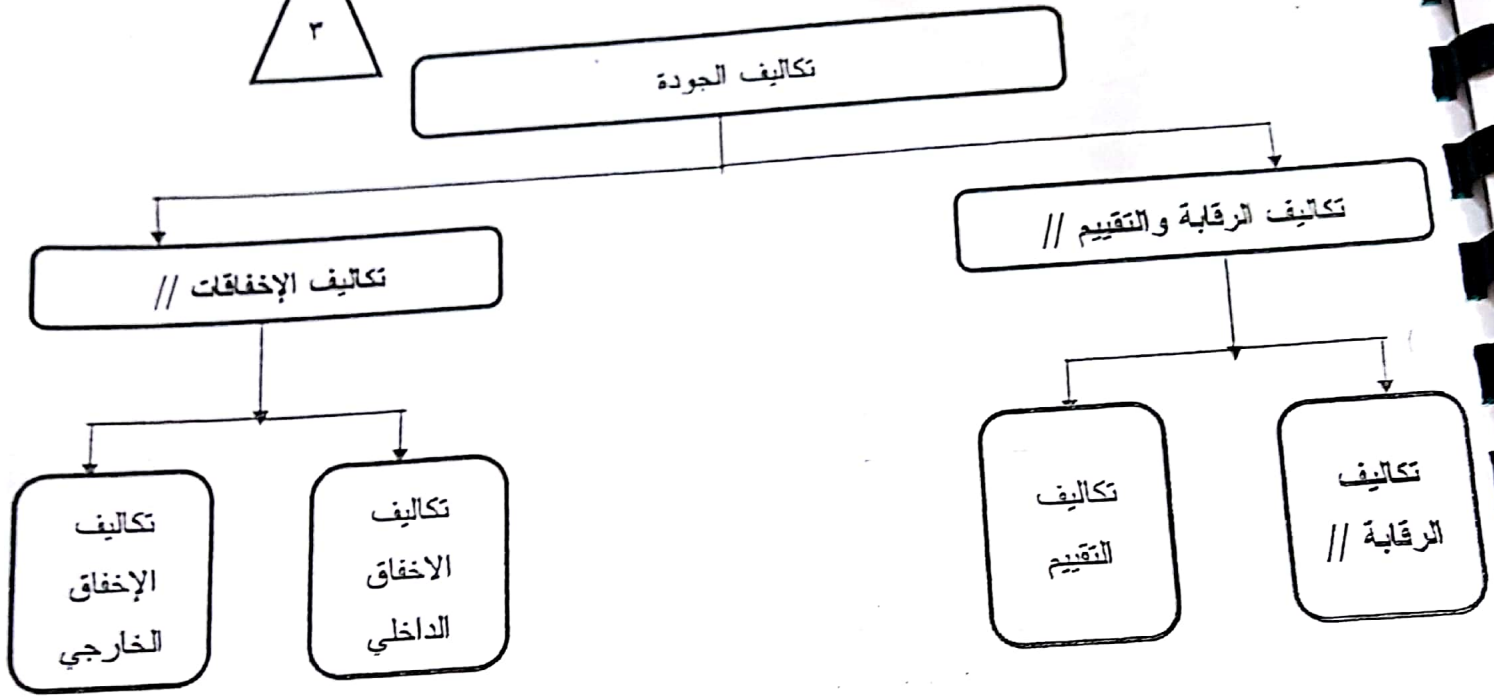 ٣
تكاليف الجودة
تكاليف الرقابة والتقييم //
تكاليف الإخفاقات //
تكاليف
الرقابة //
تكاليف
التقييم
تكاليف
الاخفاق
الداخلي
تكاليف
الإخفاق
الخارجي